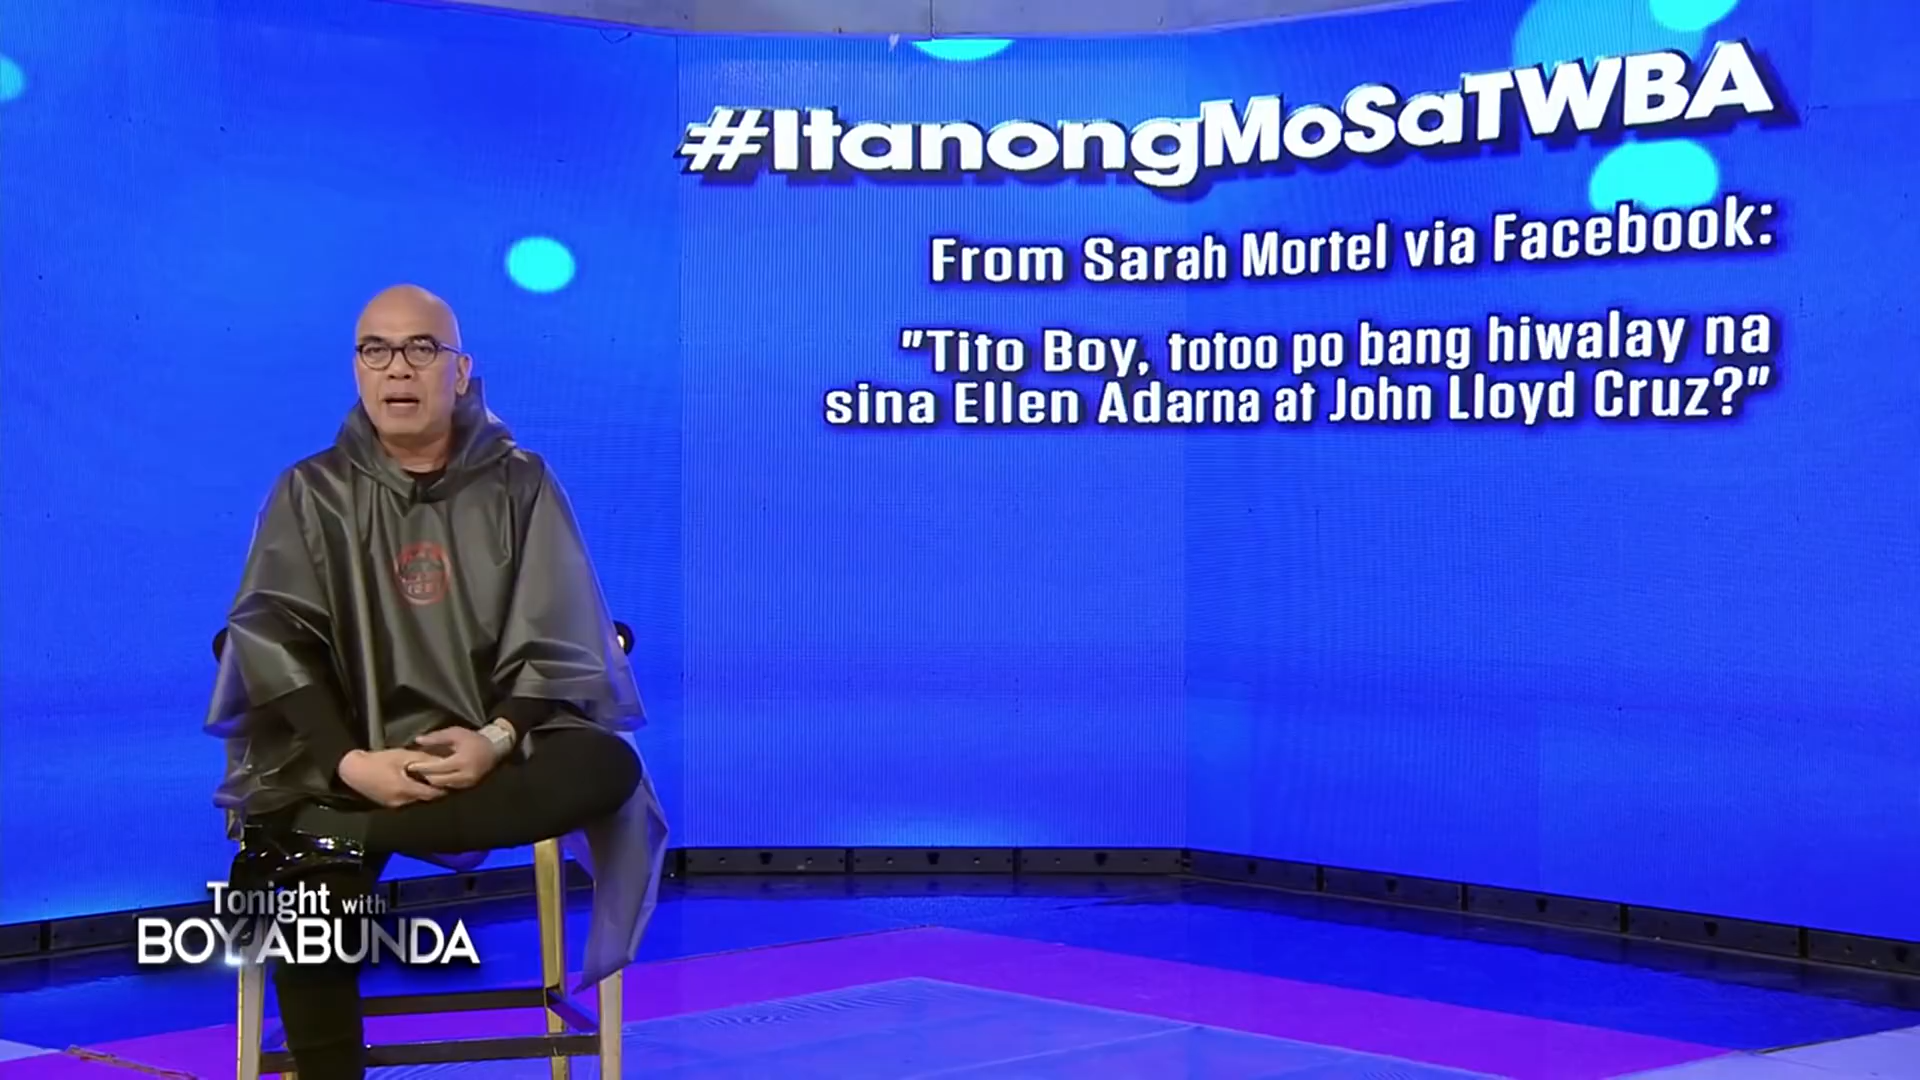 #ItanongMoSaTWBA
From Sarah Mortel via Facebook:
"Tito Boy, totoo po bang hiwalay na
sina Ellen Adarna at John Lloyd Cruz?"
Tonight with
BOY ABUNDA